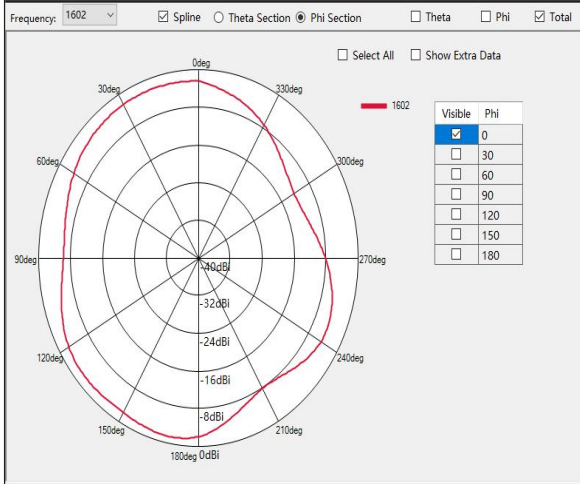 Frequency: 1602 Spline Theta Section Phi Section Theta Phi Total
Select All Show Extra Data
0deg
30deg 330deg
1602
Visible Phi
0
30
60deg 300deg
60
90
120
150
180
90deg 270deg
-40dBi
-32dBi
-24dBi
120deg 240deg
-16dBi
-8dBi
150deg 210deg
180deg 0dBi